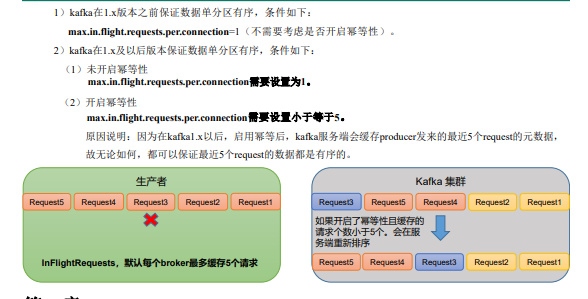 1）kafka在1.x版本之前保证数据单分区有序，条件如下：
max.in.flight.requests.per.connection=1（不需要考虑是否开启幂等性）。
2）kafka在1.x及以后版本保证数据单分区有序，条件如下：
（1）未开启幂等性
max.in.flight.requests.per.connection需要设置为1。
（2）开启幂等性
max.in.flight.requests.per.connection需要设置小于等于5。
原因说明：因为在kafka1.x以后，启用幂等后，kafka服务端会缓存producer发来的最近5个request的元数据，
故无论如何，都可以保证最近5个request的数据都是有序的。
生产者
Request5 Request4 Request3 Request2 Request1
InFlightRequests，默认每个broker最多缓存5个请求
Kafka 集群
Request3 Request5 Request4 Request2 Request1
如果开启了幂等性且缓存的
请求个数小于5个。会在服
务端重新排序
Request5 Request4 Request3 Request2 Request1